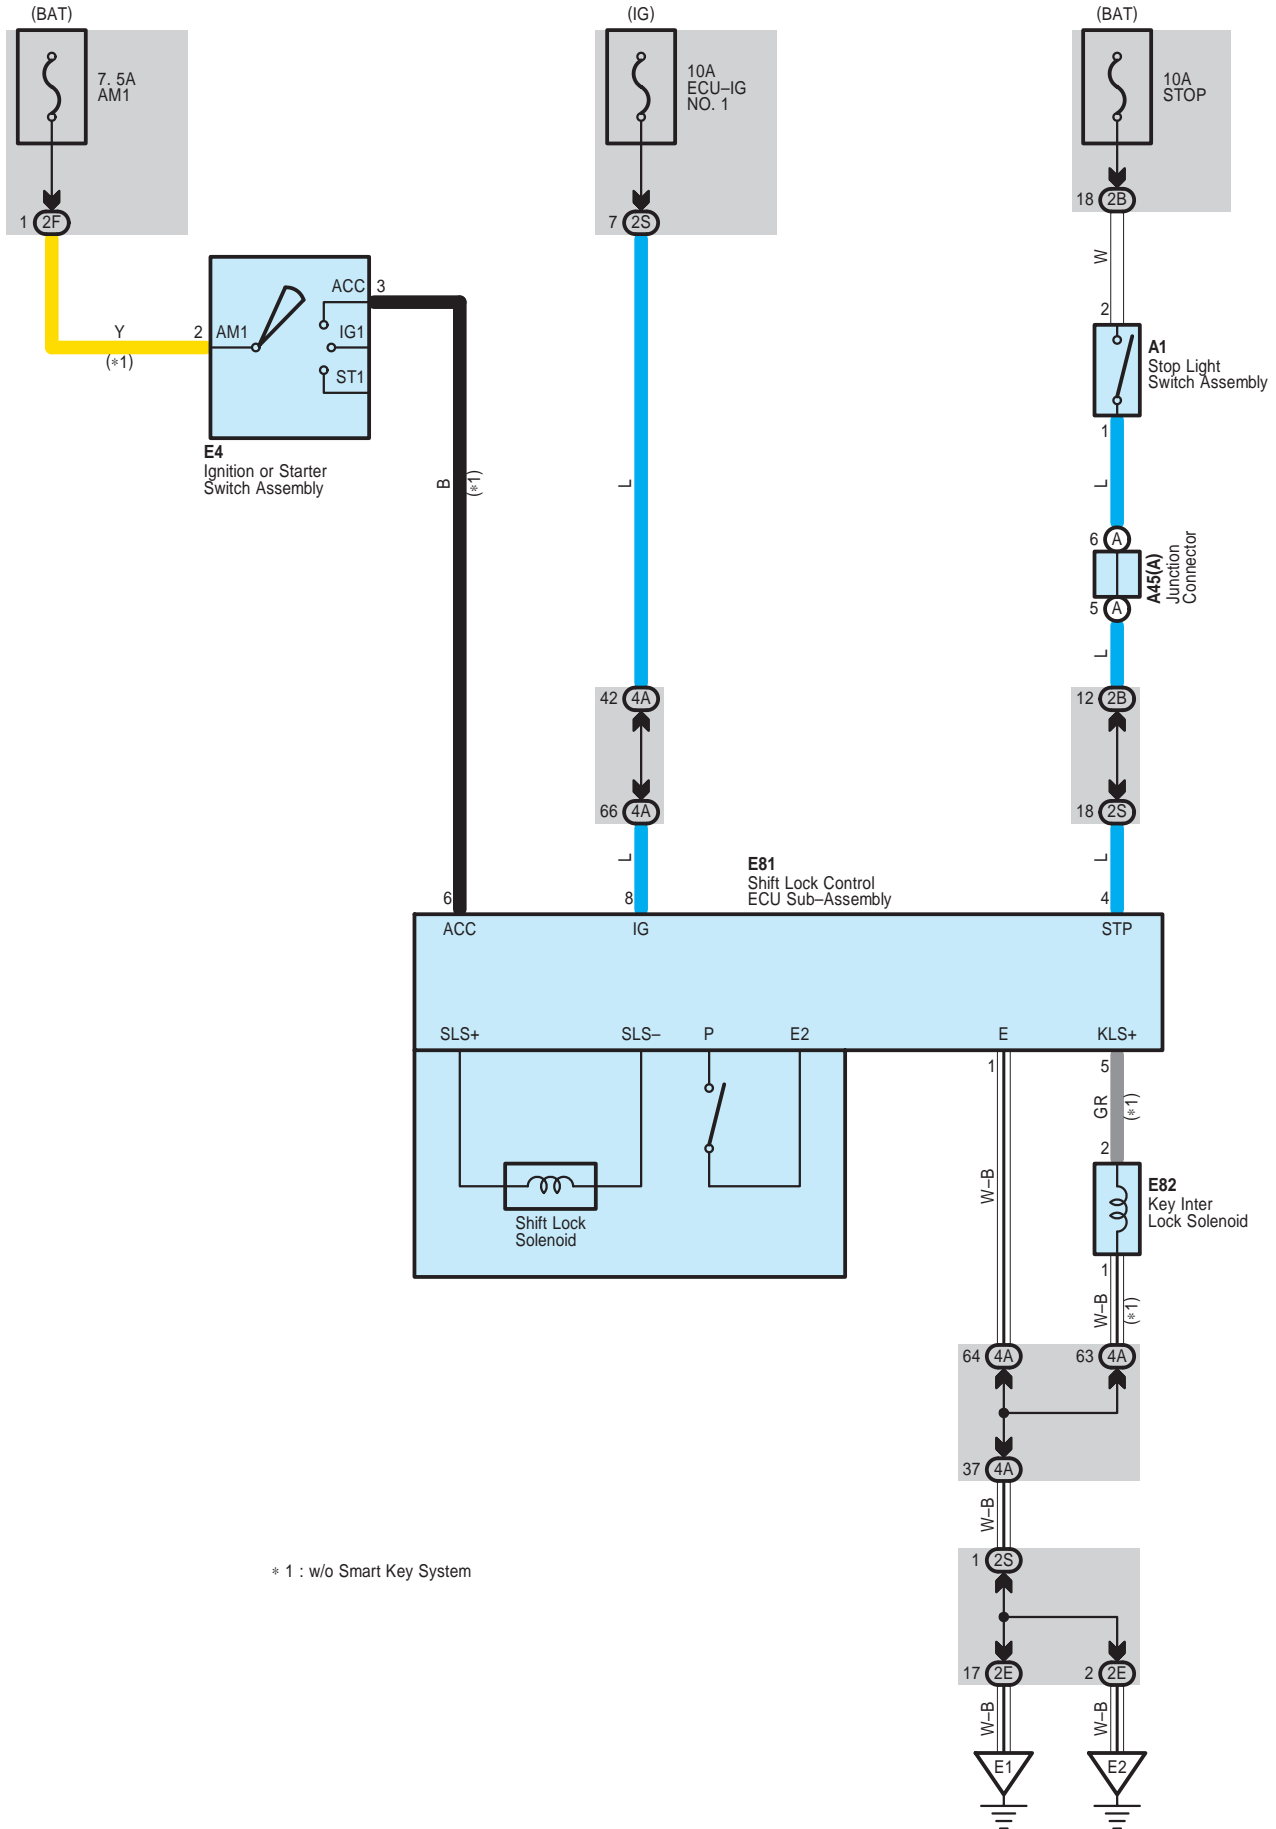 (BAT)
(IG)
(BAT)
7. 5A
AM1
10A
ECU–IG
NO. 1
10A
STOP
1 2F
7 2S
18 2B
W
2
A1
Stop Light
Switch Assembly
1
Y
(*1)
2 AM1
ACC 3
IG1
ST1
E4
Ignition or Starter
Switch Assembly
B
(*1)
L
L
6 A
A45(A)
Junction
Connector
5 A
L
42 4A
12 2B
66 4A
18 2S
L
L
E81
Shift Lock Control
ECU Sub–Assembly
6
8
4
ACC
IG
STP
SLS+
SLS–
P
E2
E
KLS+
1
5
GR
(*1)
2
W–B
E82
Key Inter
Lock Solenoid
Shift Lock
Solenoid
1
W–B
(*1)
64 4A
63 4A
37 4A
W–B
1 2S
* 1 : w/o Smart Key System
17 2E
2 2E
W–B
W–B
E1
E2